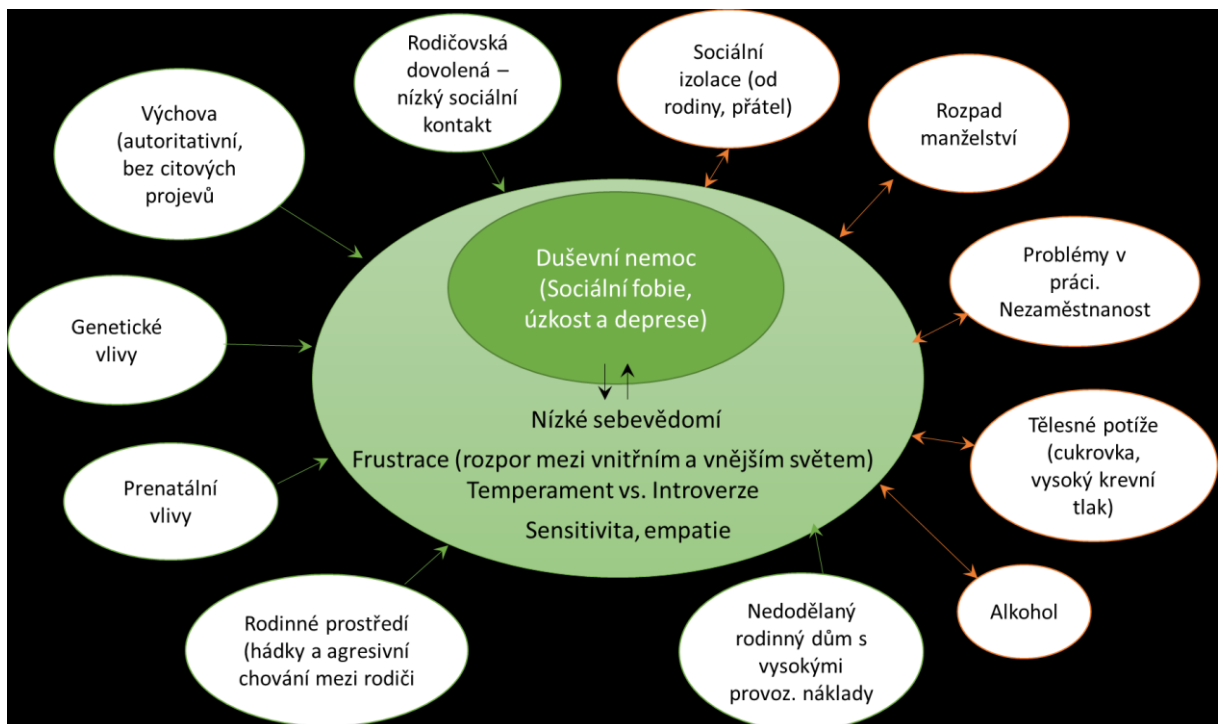 Rodičovská
dovolená –
nízký sociální
kontakt
Sociální
izolace (od
rodiny, přátel)
Rozpad
manželství
Výchova
(autoritativní,
bez citových
projevů
Duševní nemoc
(Sociální fobie,
úzkost a deprese)
Problémy v
práci.
Nezaměstnanost
Genetické
vlivy
Nízké sebevědomí
Frustrace (rozpor mezi vnitřním a vnějším světem)
Temperament vs. Introverze
Sensitivita, empatie
Tělesné potíže
(cukrovka,
vysoký krevní
tlak)
Prenatální
vlivy
Alkohol
Rodinné prostředí
(hádky a agresivní
chování mezi rodiči
Nedodělaný
rodinný dům s
vysokými
provoz. náklady